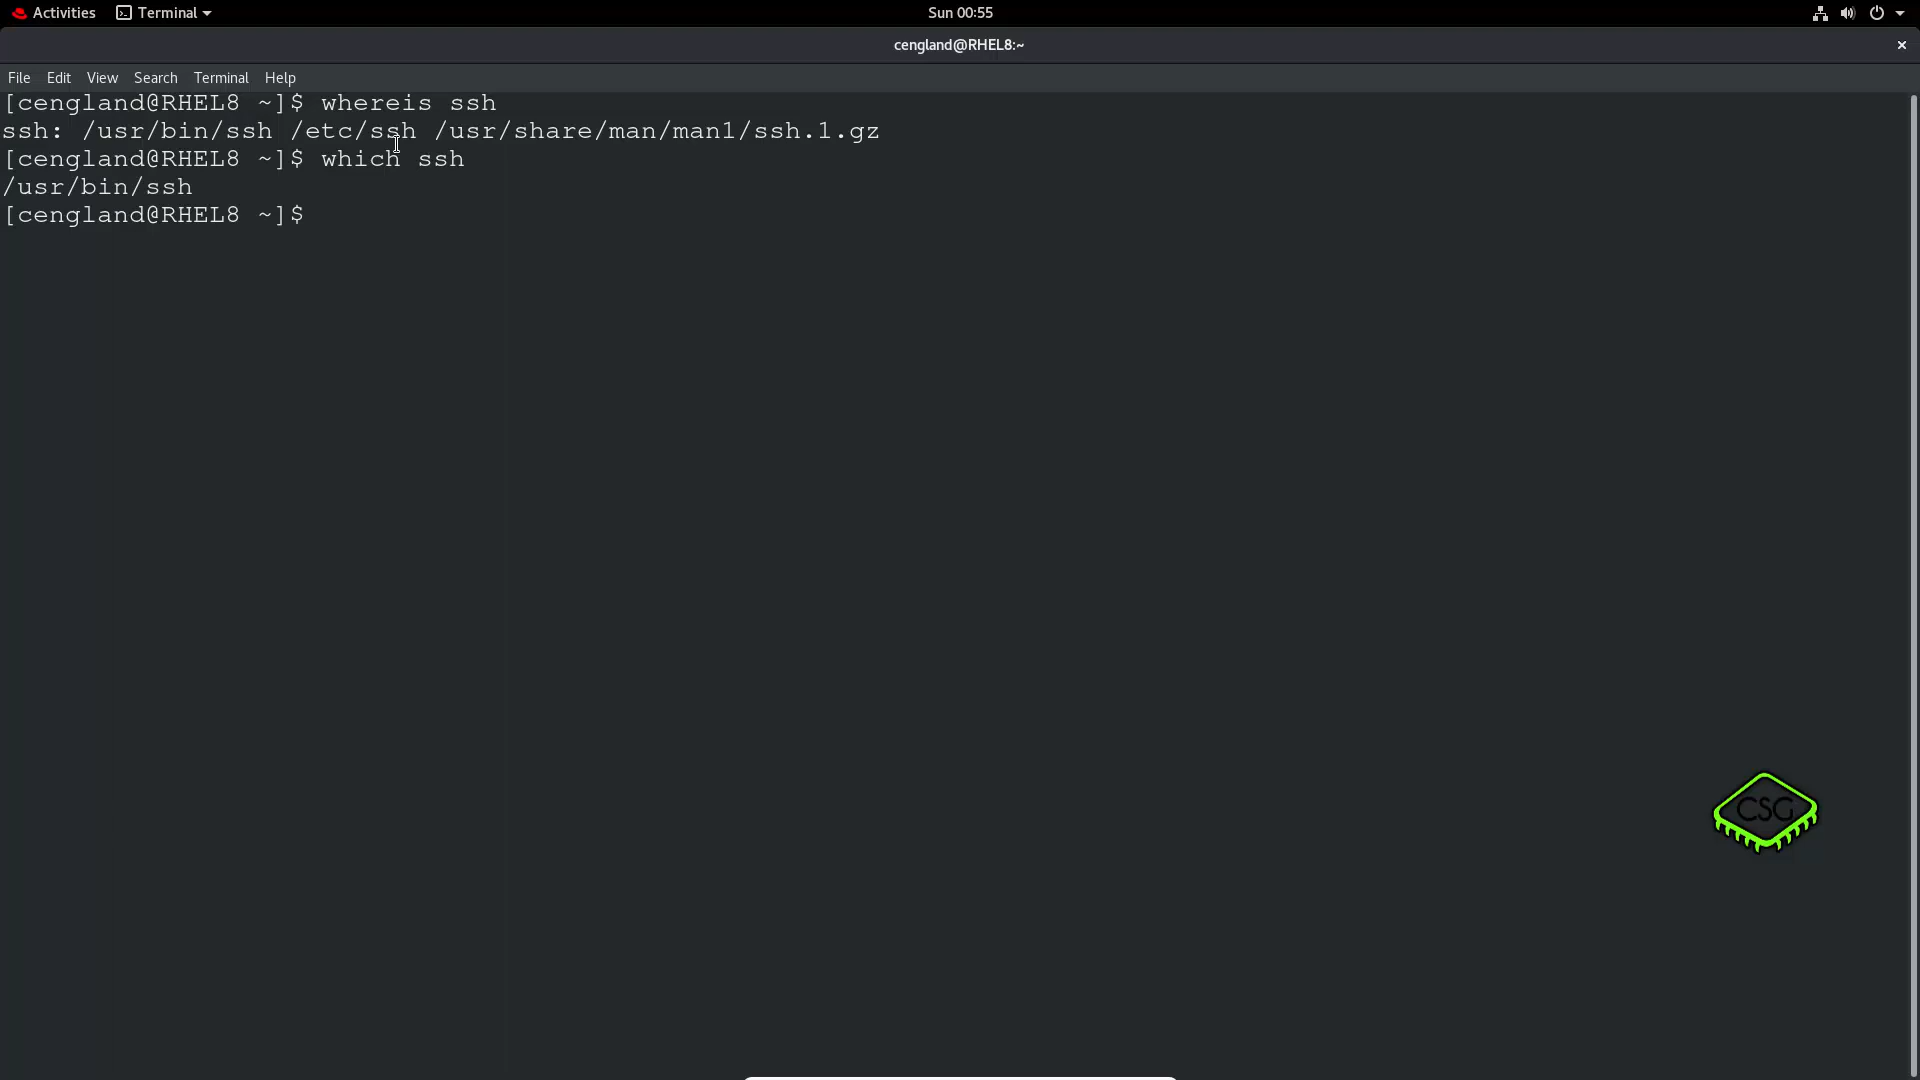 Activities Terminal Sun 00:55
cengland@RHEL8:~ ×
File Edit View Search Terminal Help
[cengland@RHEL8 ~]$ whereis ssh
ssh: /usr/bin/ssh /etc/ssh /usr/share/man/man1/ssh.1.gz
[cengland@RHEL8 ~]$ which ssh
/usr/bin/ssh
[cengland@RHEL8 ~]$
CSG